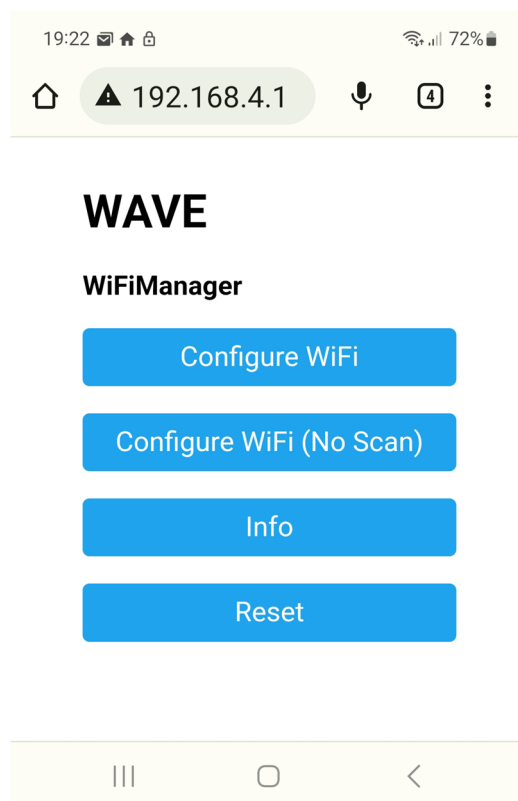 19:22 72%
192.168.4.1 4
WAVE
WiFiManager
Configure WiFi
Configure WiFi (No Scan)
Info
Reset